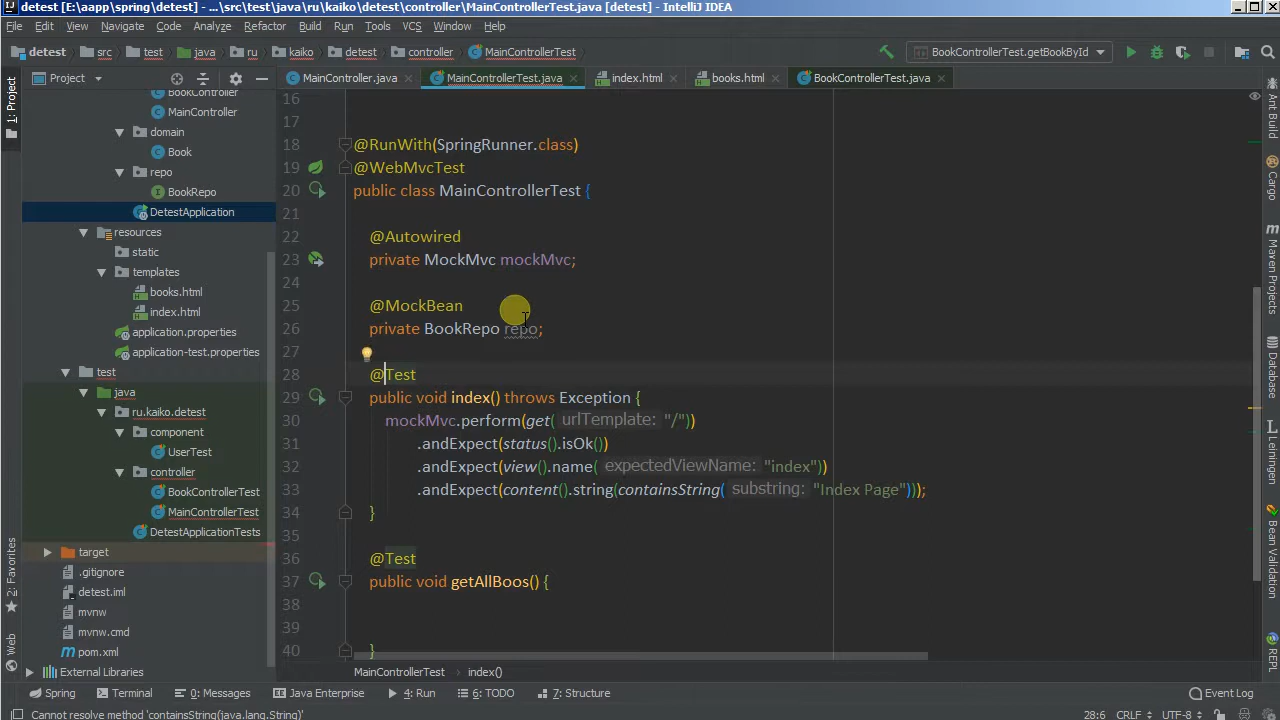 detest [E:\aapp\spring\detest] - ...\src\test\java\ru\kaiko\detest\controller\MainControllerTest.java [detest] - IntelliJ IDEA
File Edit View Navigate Code Analyze Refactor Build Run Tools VCS Window Help
detest src test java ru kaiko detest controller MainControllerTest BookControllerTest.getBookById
Project MainController.java MainControllerTest.java index.html books.html BookControllerTest.java
1: Project
2: Favorites
Web
BookController
MainController
domain
Book
repo
BookRepo
DetestApplication
resources
static
templates
books.html
index.html
application.properties
application-test.properties
test
java
ru.kaiko.detest
component
UserTest
controller
BookControllerTest
MainControllerTest
DetestApplicationTests
target
.gitignore
detest.iml
mvnw
mvnw.cmd
pom.xml
External Libraries
16
17
18 @RunWith(SpringRunner.class)
19 @WebMvcTest
20 public class MainControllerTest {
21
22 @Autowired
23 private MockMvc mockMvc;
24
25 @MockBean
26 private BookRepo repo;
27
28 @Test
29 public void index() throws Exception {
30 mockMvc.perform(get( urlTemplate: "/"))
31 .andExpect(status().isOk())
32 .andExpect(view().name( expectedViewName: "index"))
33 .andExpect(content().string(containsString( substring: "Index Page")));
34 }
35
36 @Test
37 public void getAllBoos() {
38
39
40 }
MainControllerTest index()
Ant Build
Cargo
Maven Projects
Database
Leiningen
Bean Validation
REPL
Spring Terminal 0: Messages Java Enterprise 4: Run 6: TODO 7: Structure Event Log
Cannot resolve method 'containsString(java.lang.String)' 28:6 CRLF UTF-8